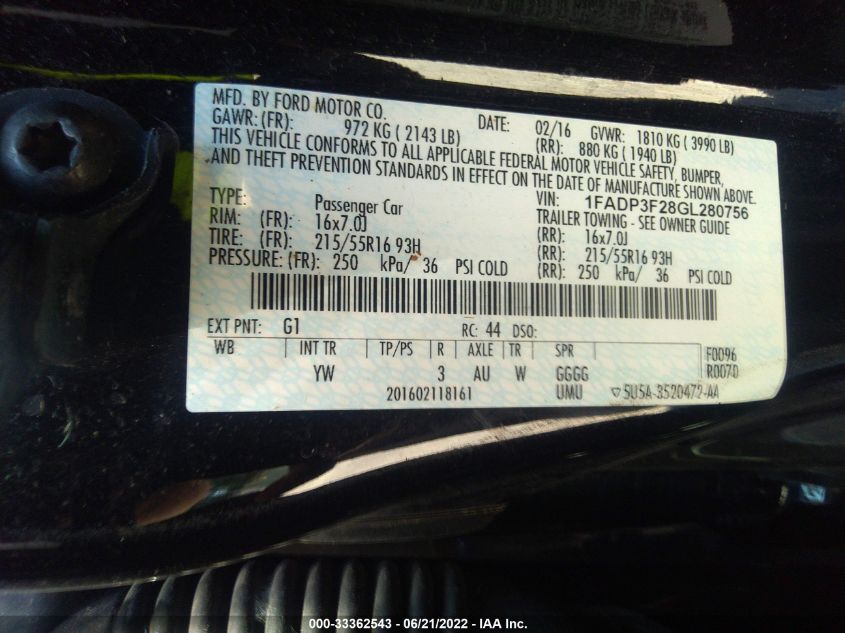 MFD. BY FORD MOTOR CO. DATE: 02/16 GVWR: 1810 KG ( 3990 LB)
GAWR: (FR): 972 KG ( 2143 LB) (RR): 880 KG ( 1940 LB)
THIS VEHICLE CONFORMS TO ALL APPLICABLE FEDERAL MOTOR VEHICLE SAFETY, BUMPER,
AND THEFT PREVENTION STANDARDS IN EFFECT ON THE DATE OF MANUFACTURE SHOWN ABOVE.
VIN: 1FADP3F28GL280756
TYPE: Passenger Car TRAILER TOWING - SEE OWNER GUIDE
RIM: (FR): 16x7.0J (RR): 16x7.0J
TIRE: (FR): 215/55R16 93H (RR): 215/55R16 93H
PRESSURE: (FR): 250 kPa/ 36 PSI COLD (RR): 250 kPa/ 36 PSI COLD
EXT PNT: G1 RC: 44 DSO:
WB INT TR TP/PS R AXLE TR SPR F0096
YW 3 AU W GGGG R0070
201602118161 UMU ▽5U5A-3520472-AA
000-33362543 - 06/21/2022 - IAA Inc.